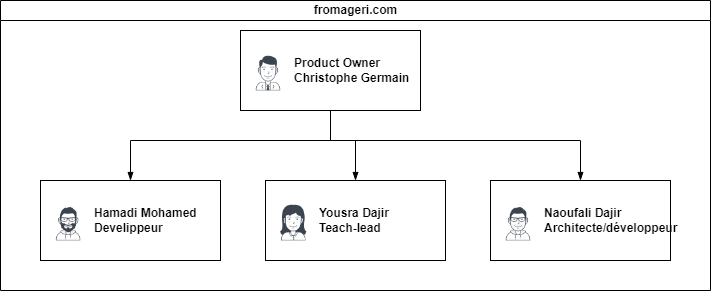 fromageri.com
Product Owner
Christophe Germain
Hamadi Mohamed
Develippeur
Yousra Dajir
Teach-lead
Naoufali Dajir
Architecte/développeur